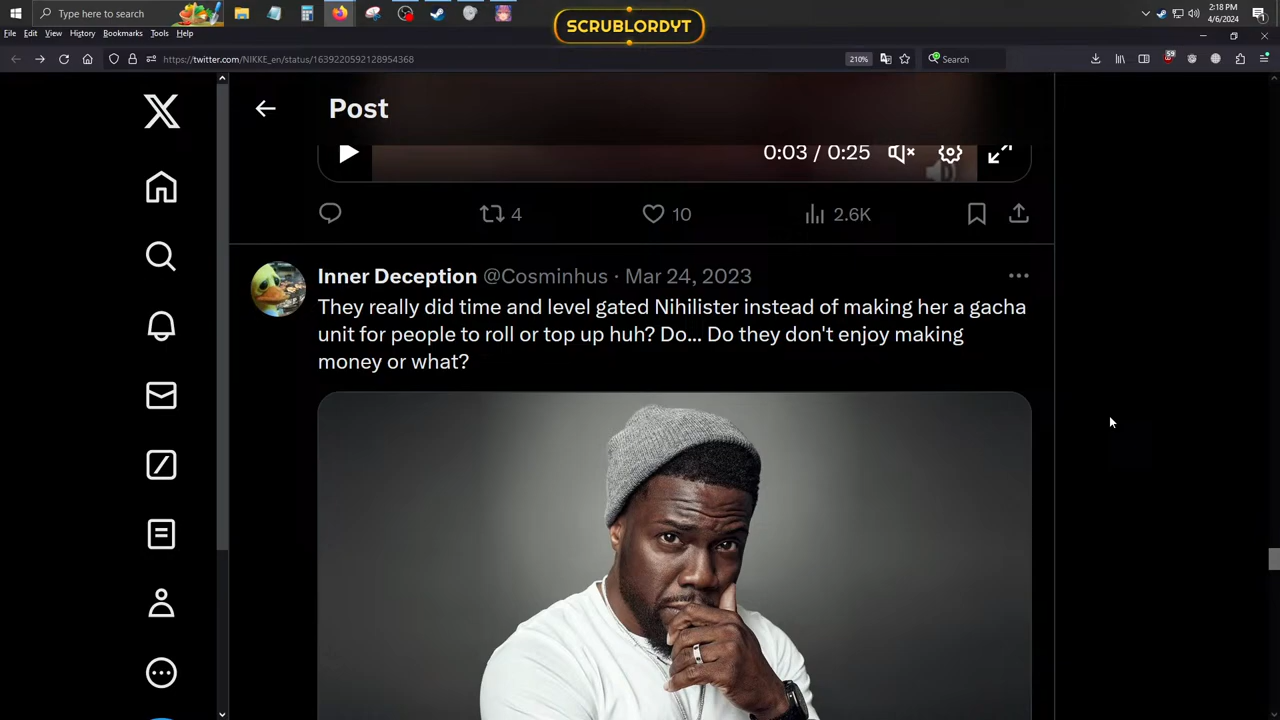 Type here to search
SCRUBLORDYT
2:18 PM
4/6/2024
1
File Edit View History Bookmarks Tools Help
https://twitter.com/NIKKE_en/status/1639220592128954368
210%
Search
59
Post
0:03 / 0:25
4
10
2.6K
Inner Deception @Cosminhus · Mar 24, 2023
They really did time and level gated Nihilister instead of making her a gacha
unit for people to roll or top up huh? Do... Do they don't enjoy making
money or what?